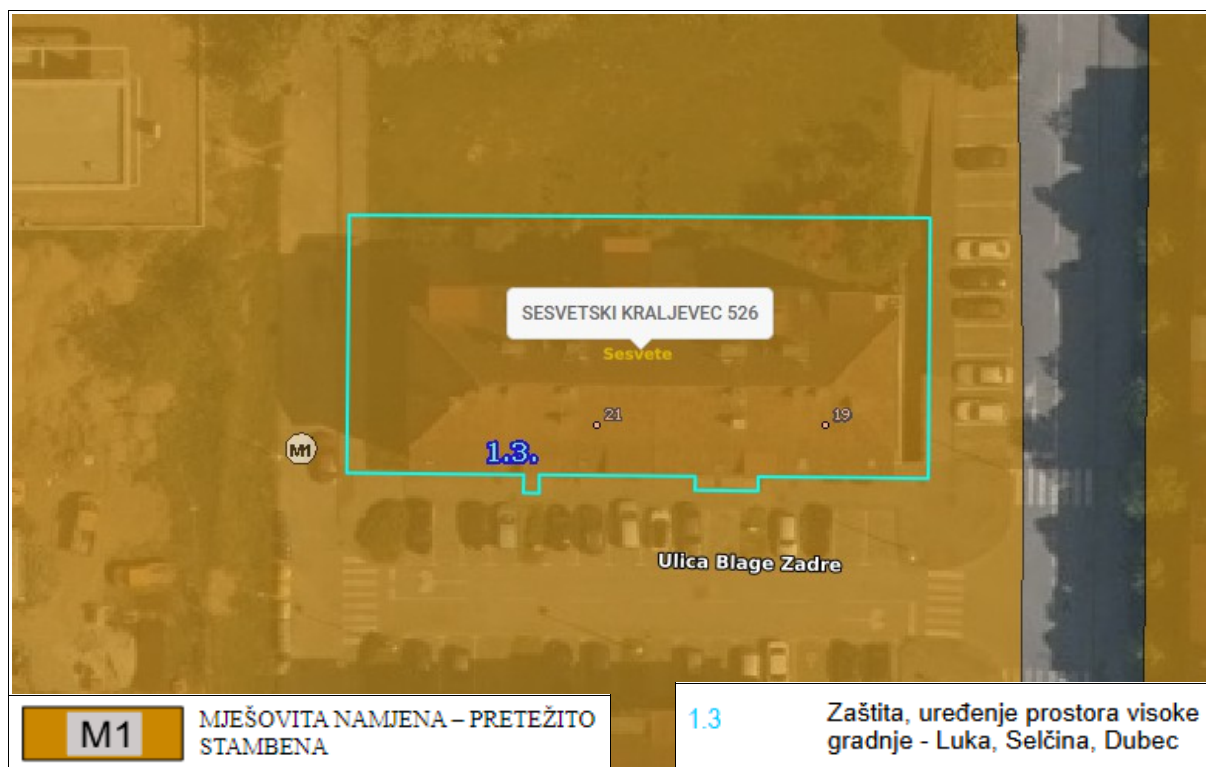 SESVETSKI KRALJEVEC 526
Sesvete
21
19
1.3.
M1
Ulica Blage Zadre
M1
MJEŠOVITA NAMJENA – PRETEŽITO
STAMBENA
1.3
Zaštita, uređenje prostora visoke
gradnje - Luka, Selčina, Dubec